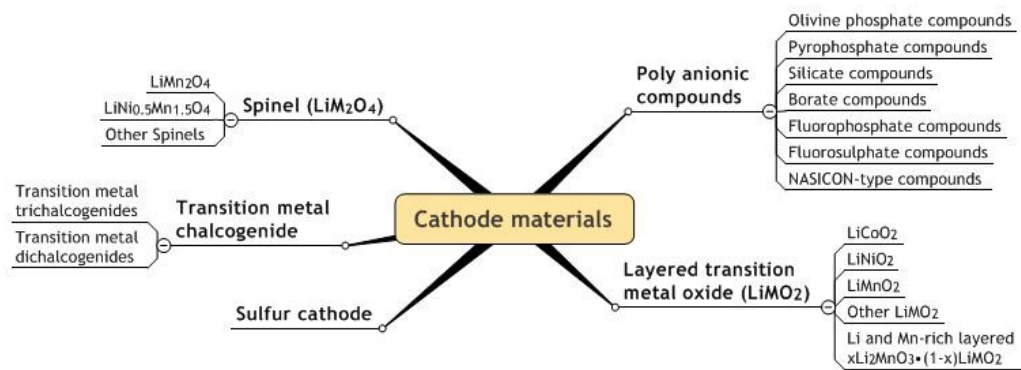 Cathode materials
Spinel (LiM₂O₄)
LiMn₂O₄
LiNi₀.₅Mn₁.₅O₄
Other Spinels
Transition metal
chalcogenide
Transition metal
trichalcogenides
Transition metal
dichalcogenides
Sulfur cathode
Poly anionic
compounds
Olivine phosphate compounds
Pyrophosphate compounds
Silicate compounds
Borate compounds
Fluorophosphate compounds
Fluorosulphate compounds
NASICON-type compounds
Layered transition
metal oxide (LiMO₂)
LiCoO₂
LiNiO₂
LiMnO₂
Other LiMO₂
Li and Mn-rich layered
xLi₂MnO₃•(1-x)LiMO₂